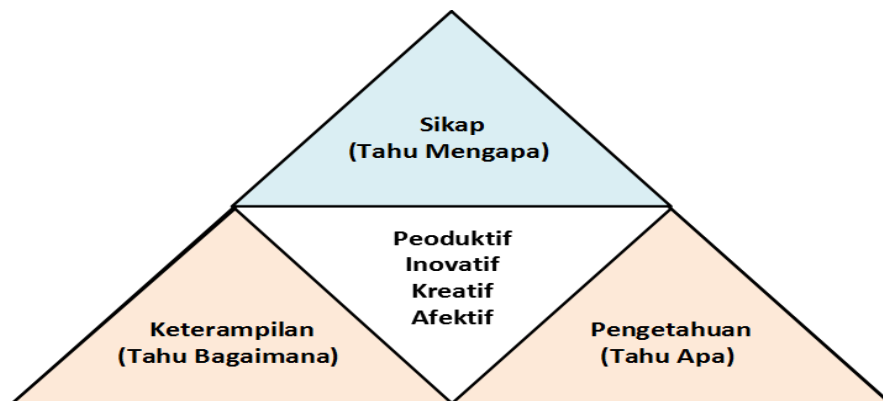 Sikap
(Tahu Mengapa)
Peoduktif
Inovatif
Kreatif
Afektif
Keterampilan
(Tahu Bagaimana)
Pengetahuan
(Tahu Apa)